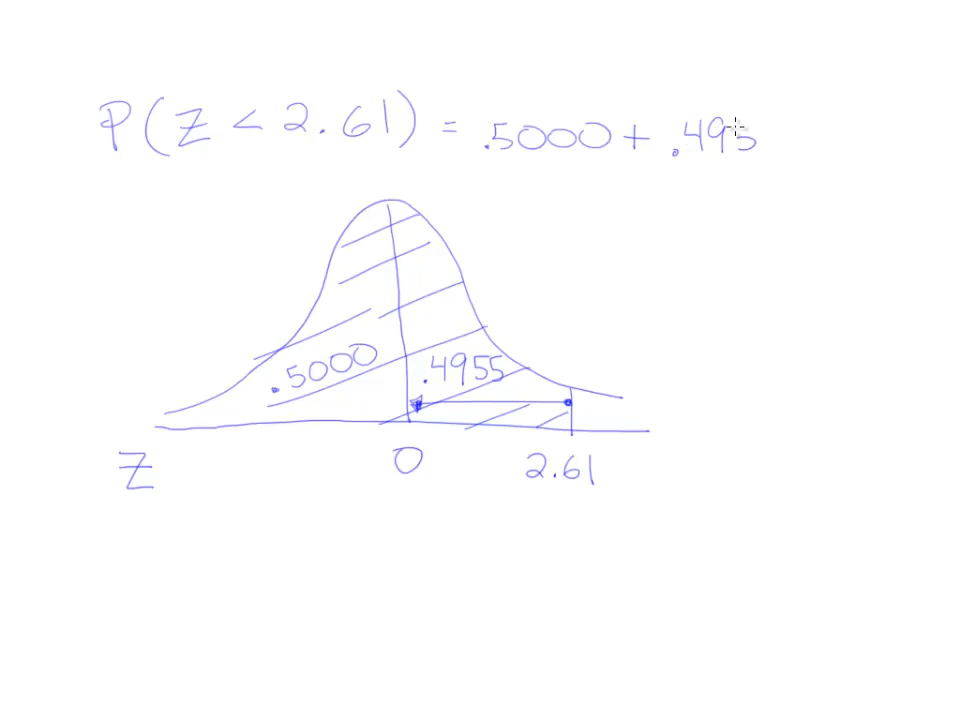 P(Z < 2.61) = .5000 + .495
.5000 .4955
Z 0 2.61